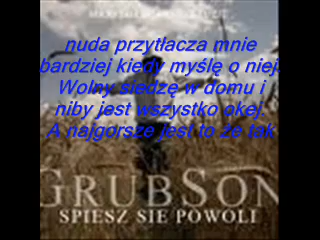 nuda przytłacza mnie
bardziej kiedy myślę o niej.
Wolny siedzę w domu i
niby jest wszystko okej.
A najgorsze jest to że tak
GRUBSON
SPIESZ SIE POWOLI